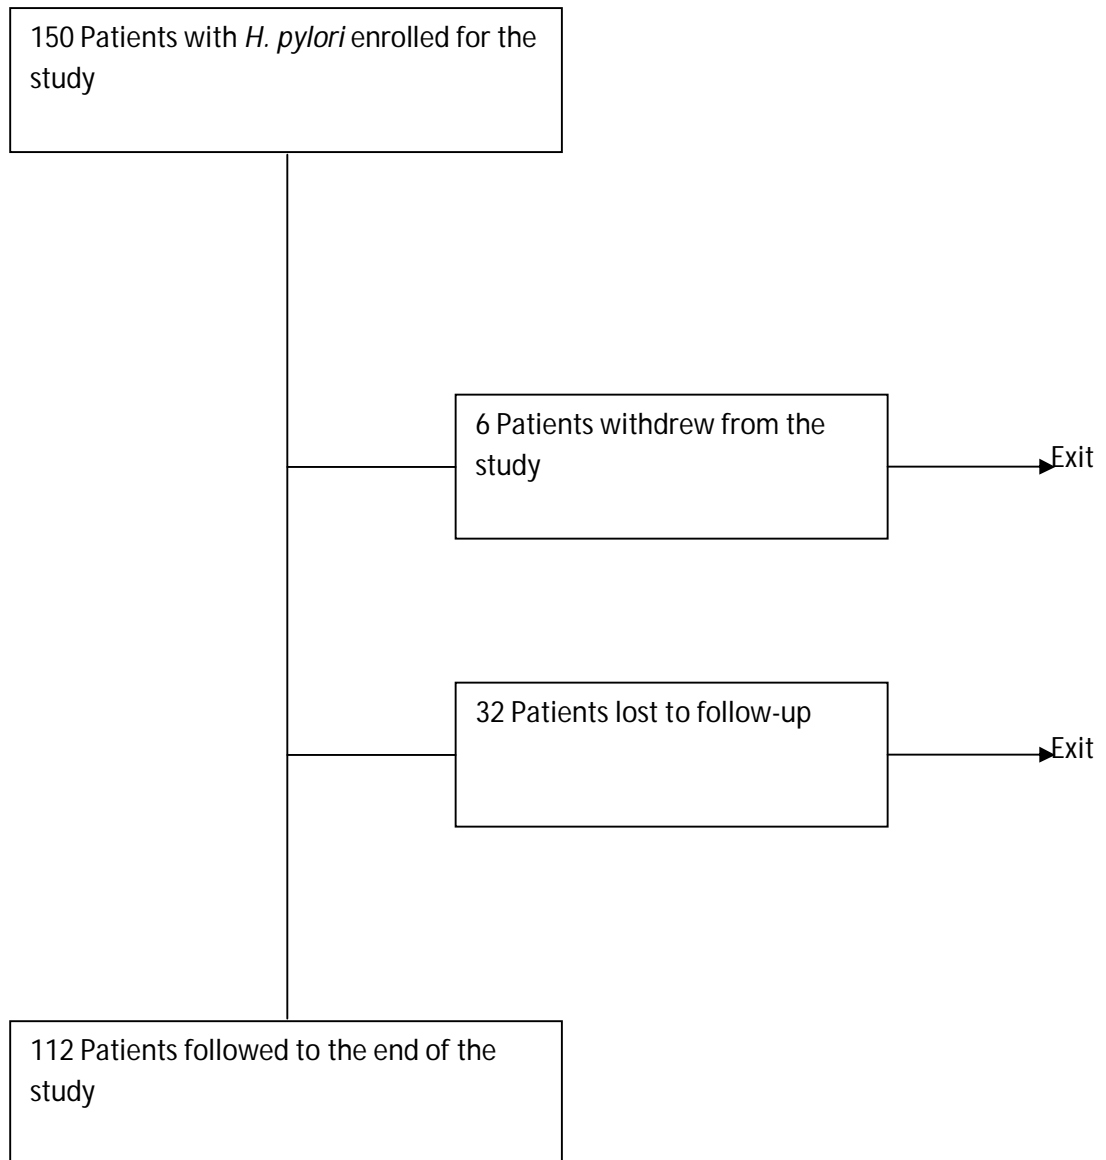 150 Patients with H. pylori enrolled for the
study
6 Patients withdrew from the
study
Exit
32 Patients lost to follow-up
Exit
112 Patients followed to the end of the
study